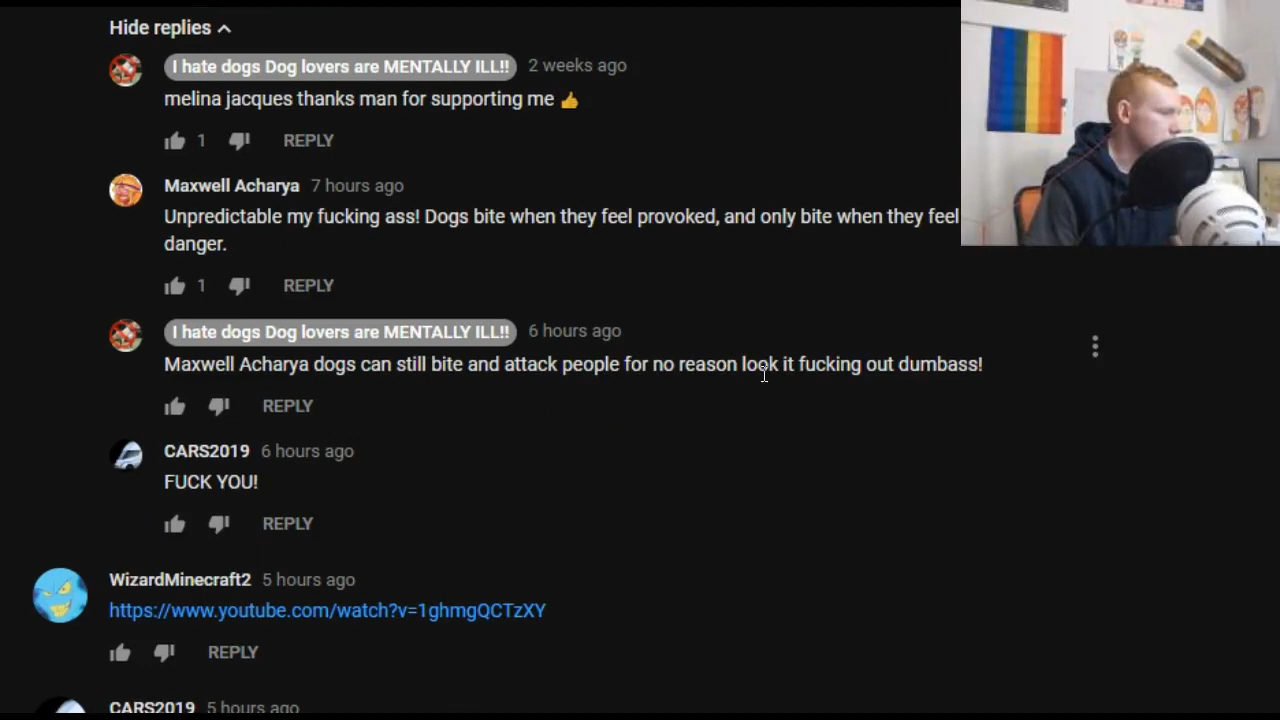 Hide replies
I hate dogs Dog lovers are MENTALLY ILL!! 2 weeks ago
melina jacques thanks man for supporting me 👍
1 REPLY
Maxwell Acharya 7 hours ago
Unpredictable my fucking ass! Dogs bite when they feel provoked, and only bite when they feel
danger.
1 REPLY
I hate dogs Dog lovers are MENTALLY ILL!! 6 hours ago
Maxwell Acharya dogs can still bite and attack people for no reason look it fucking out dumbass!
REPLY
CARS2019 6 hours ago
FUCK YOU!
REPLY
WizardMinecraft2 5 hours ago
https://www.youtube.com/watch?v=1ghmgQCTzXY
REPLY
CARS2019 5 hours ago